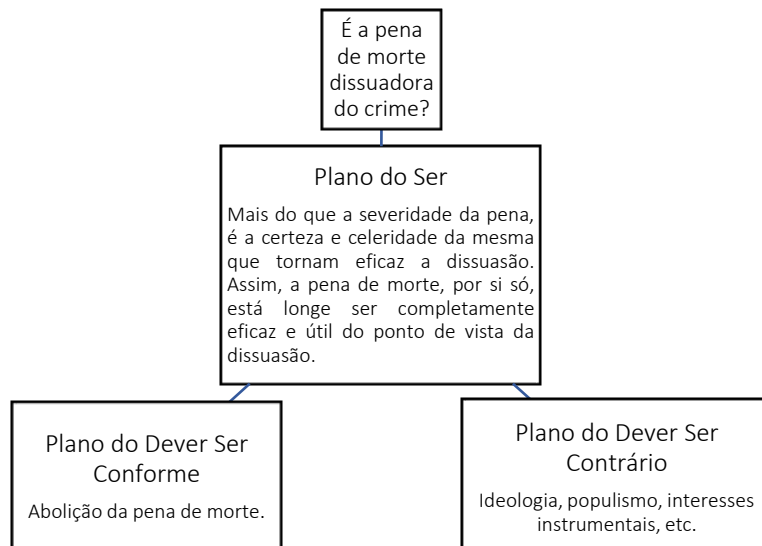 É a pena
de morte
dissuadora
do crime?
Plano do Ser
Mais do que a severidade da pena,
é a certeza e celeridade da mesma
que tornam eficaz a dissuasão.
Assim, a pena de morte, por si só,
está longe ser completamente
eficaz e útil do ponto de vista da
dissuasão.
Plano do Dever Ser
Conforme
Abolição da pena de morte.
Plano do Dever Ser
Contrário
Ideologia, populismo, interesses
instrumentais, etc.